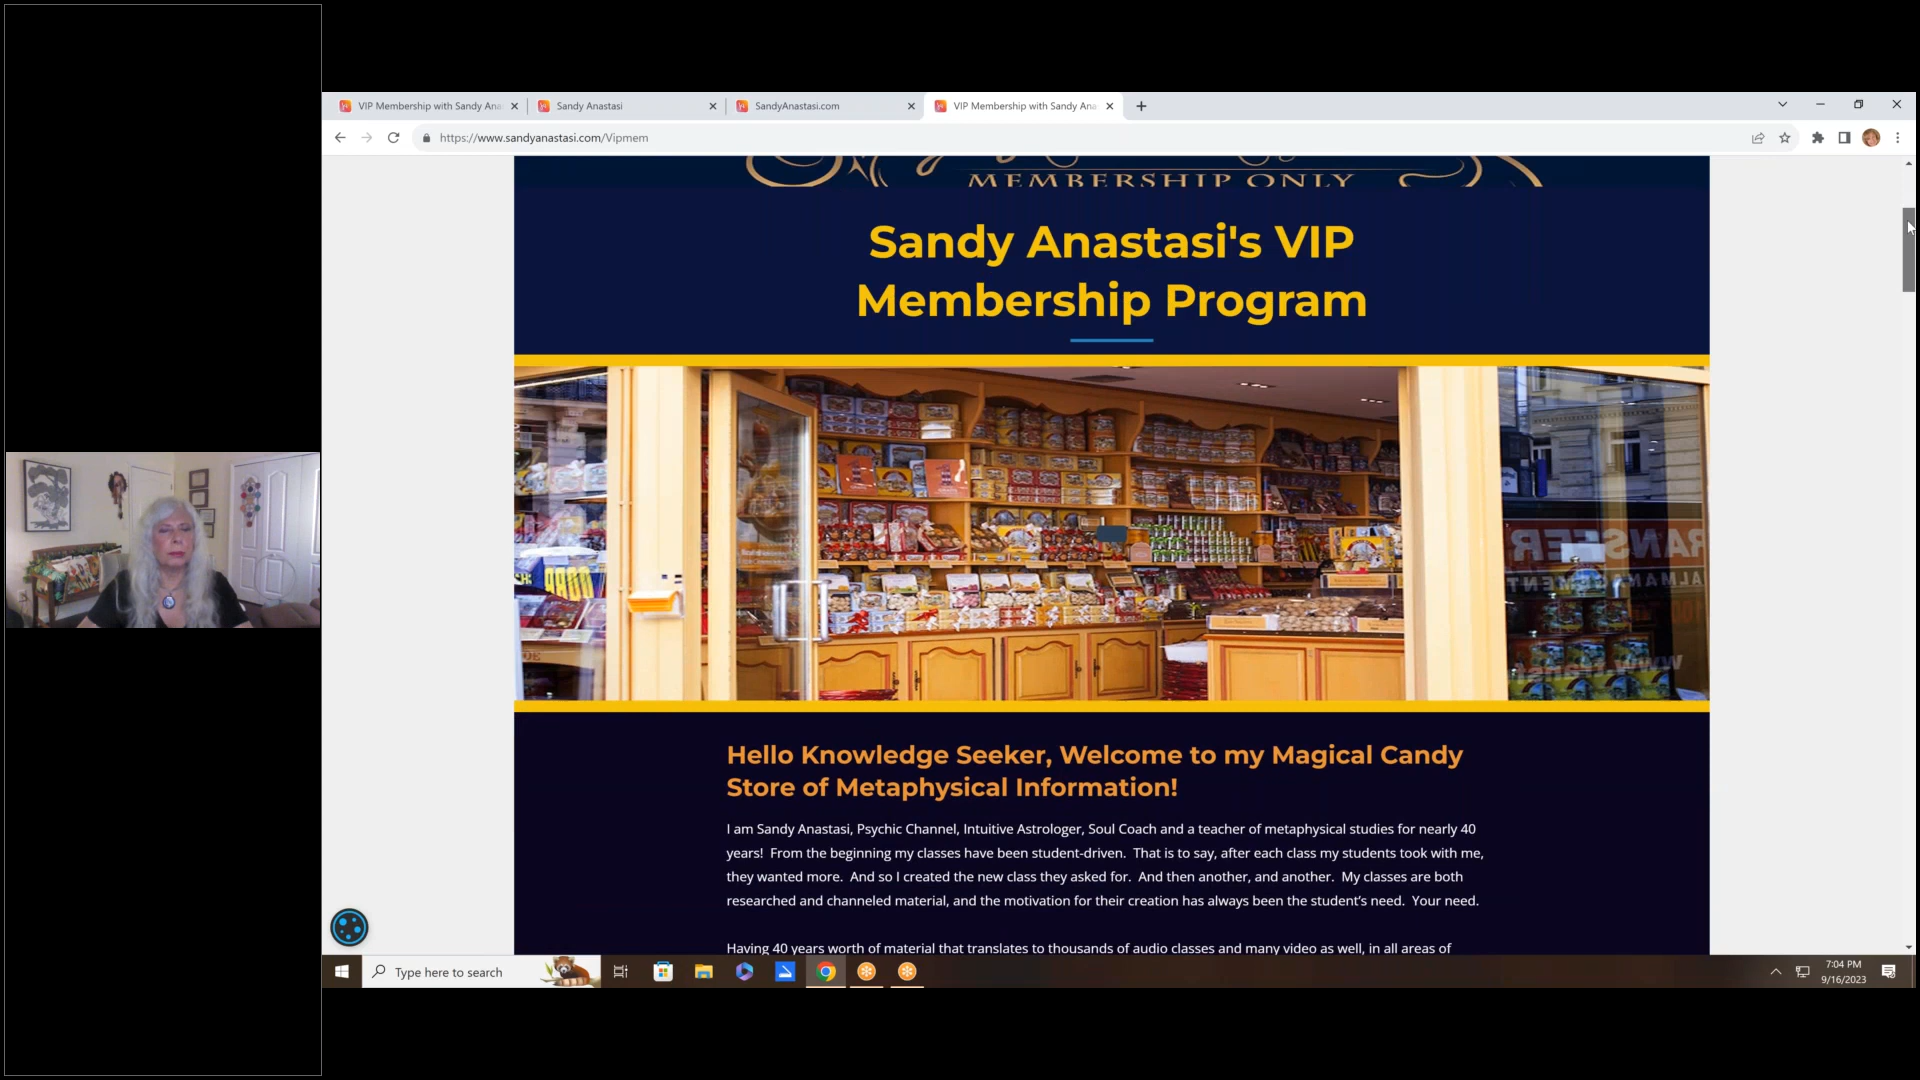 VIP Membership with Sandy Ana
Sandy Anastasi
SandyAnastasi.com
VIP Membership with Sandy Ana
https://www.sandyanastasi.com/Vipmem
MEMBERSHIP ONLY
Sandy Anastasi's VIP
Membership Program
Hello Knowledge Seeker, Welcome to my Magical Candy
Store of Metaphysical Information!
I am Sandy Anastasi, Psychic Channel, Intuitive Astrologer, Soul Coach and a teacher of metaphysical studies for nearly 40
years!  From the beginning my classes have been student-driven.  That is to say, after each class my students took with me,
they wanted more.  And so I created the new class they asked for.  And then another, and another.  My classes are both
researched and channeled material, and the motivation for their creation has always been the student's need.  Your need.
Having 40 years worth of material that translates to thousands of audio classes and many video as well, in all areas of
Type here to search
7:04 PM
9/16/2023